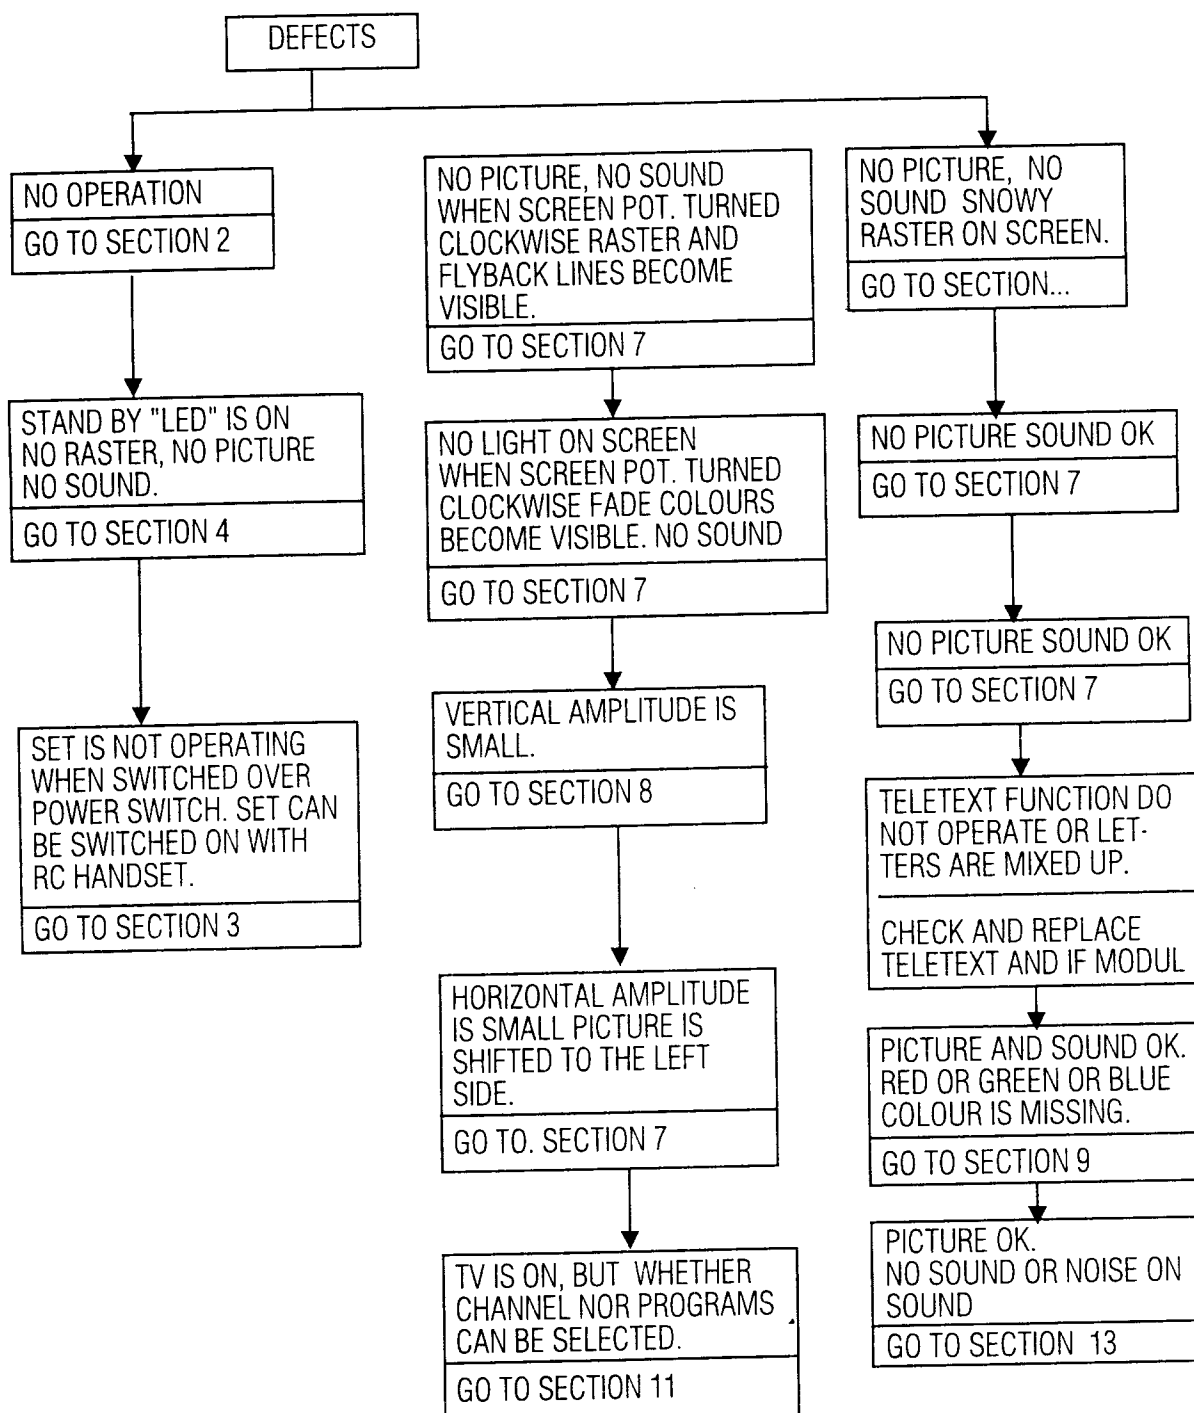 DEFECTS
NO OPERATION
GO TO SECTION 2
STAND BY "LED" IS ON
NO RASTER, NO PICTURE
NO SOUND.
GO TO SECTION 4
SET IS NOT OPERATING
WHEN SWITCHED OVER
POWER SWITCH. SET CAN
BE SWITCHED ON WITH
RC HANDSET.
GO TO SECTION 3
NO PICTURE, NO SOUND
WHEN SCREEN POT. TURNED
CLOCKWISE RASTER AND
FLYBACK LINES BECOME
VISIBLE.
GO TO SECTION 7
NO LIGHT ON SCREEN
WHEN SCREEN POT. TURNED
CLOCKWISE FADE COLOURS
BECOME VISIBLE. NO SOUND
GO TO SECTION 7
VERTICAL AMPLITUDE IS
SMALL.
GO TO SECTION 8
HORIZONTAL AMPLITUDE
IS SMALL PICTURE IS
SHIFTED TO THE LEFT
SIDE.
GO TO. SECTION 7
TV IS ON, BUT WHETHER
CHANNEL NOR PROGRAMS
CAN BE SELECTED.
GO TO SECTION 11
NO PICTURE, NO
SOUND SNOWY
RASTER ON SCREEN.
GO TO SECTION...
NO PICTURE SOUND OK
GO TO SECTION 7
NO PICTURE SOUND OK
GO TO SECTION 7
TELETEXT FUNCTION DO
NOT OPERATE OR LET-
TERS ARE MIXED UP.
CHECK AND REPLACE
TELETEXT AND IF MODUL
PICTURE AND SOUND OK.
RED OR GREEN OR BLUE
COLOUR IS MISSING.
GO TO SECTION 9
PICTURE OK.
NO SOUND OR NOISE ON
SOUND
GO TO SECTION 13